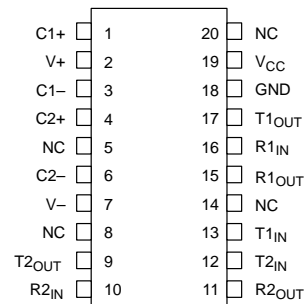 C1+ 1 20 NC
V+ 2 19 VCC
C1– 3 18 GND
C2+ 4 17 T1OUT
NC 5 16 R1IN
C2– 6 15 R1OUT
V– 7 14 NC
NC 8 13 T1IN
T2OUT 9 12 T2IN
R2IN 10 11 R2OUT